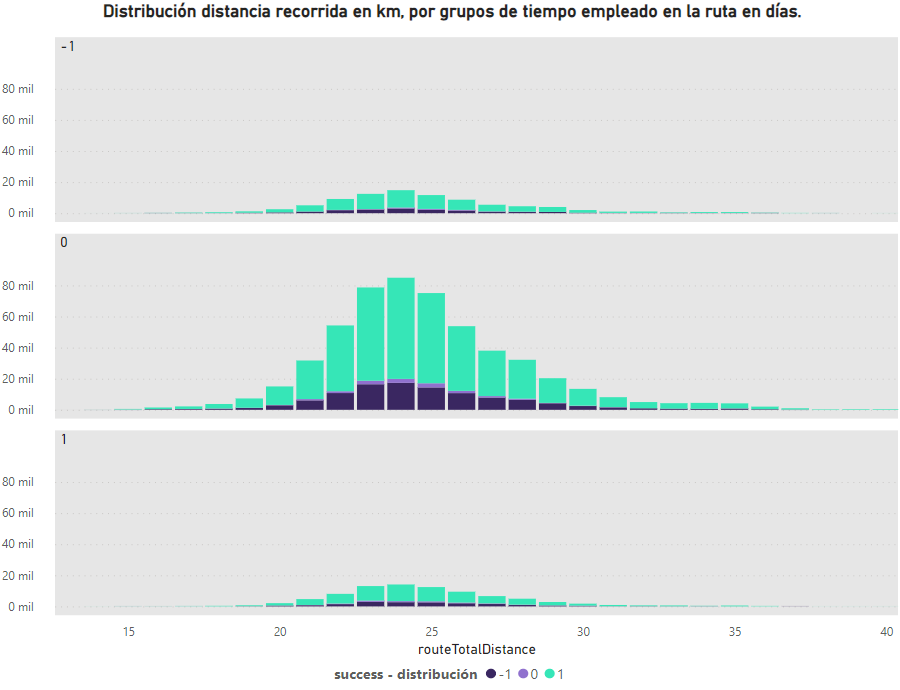 Distribución distancia recorrida en km, por grupos de tiempo empleado en la ruta en días.
-1
80 mil
60 mil
40 mil
20 mil
0 mil
0
80 mil
60 mil
40 mil
20 mil
0 mil
1
80 mil
60 mil
40 mil
20 mil
0 mil
15 20 25 30 35 40
routeTotalDistance
success - distribución -1 0 1